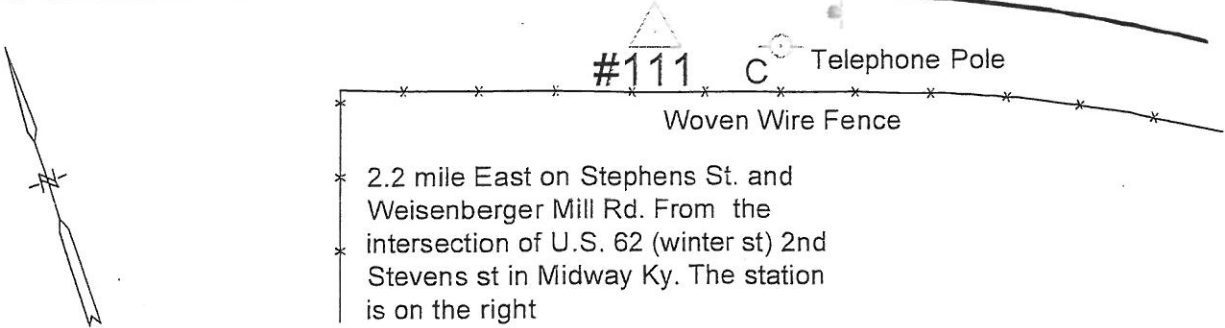 #111
C
Telephone Pole
Woven Wire Fence
2.2 mile East on Stephens St. and
Weisenberger Mill Rd. From the
intersection of U.S. 62 (winter st) 2nd
Stevens st in Midway Ky. The station
is on the right
N